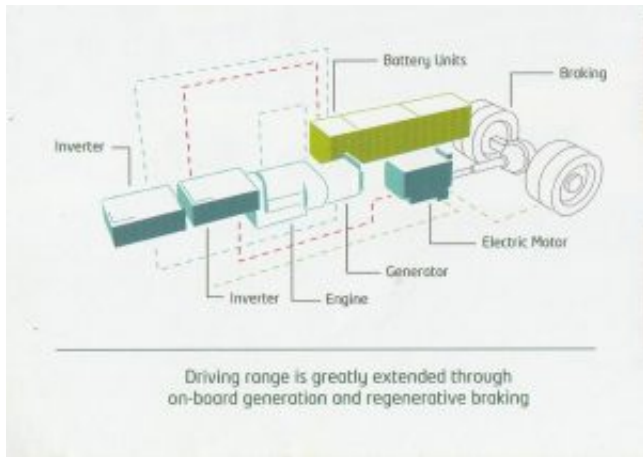 Battery Units
Braking
Inverter
Electric Motor
Generator
Inverter
Engine
Driving range is greatly extended through
on-board generation and regenerative braking